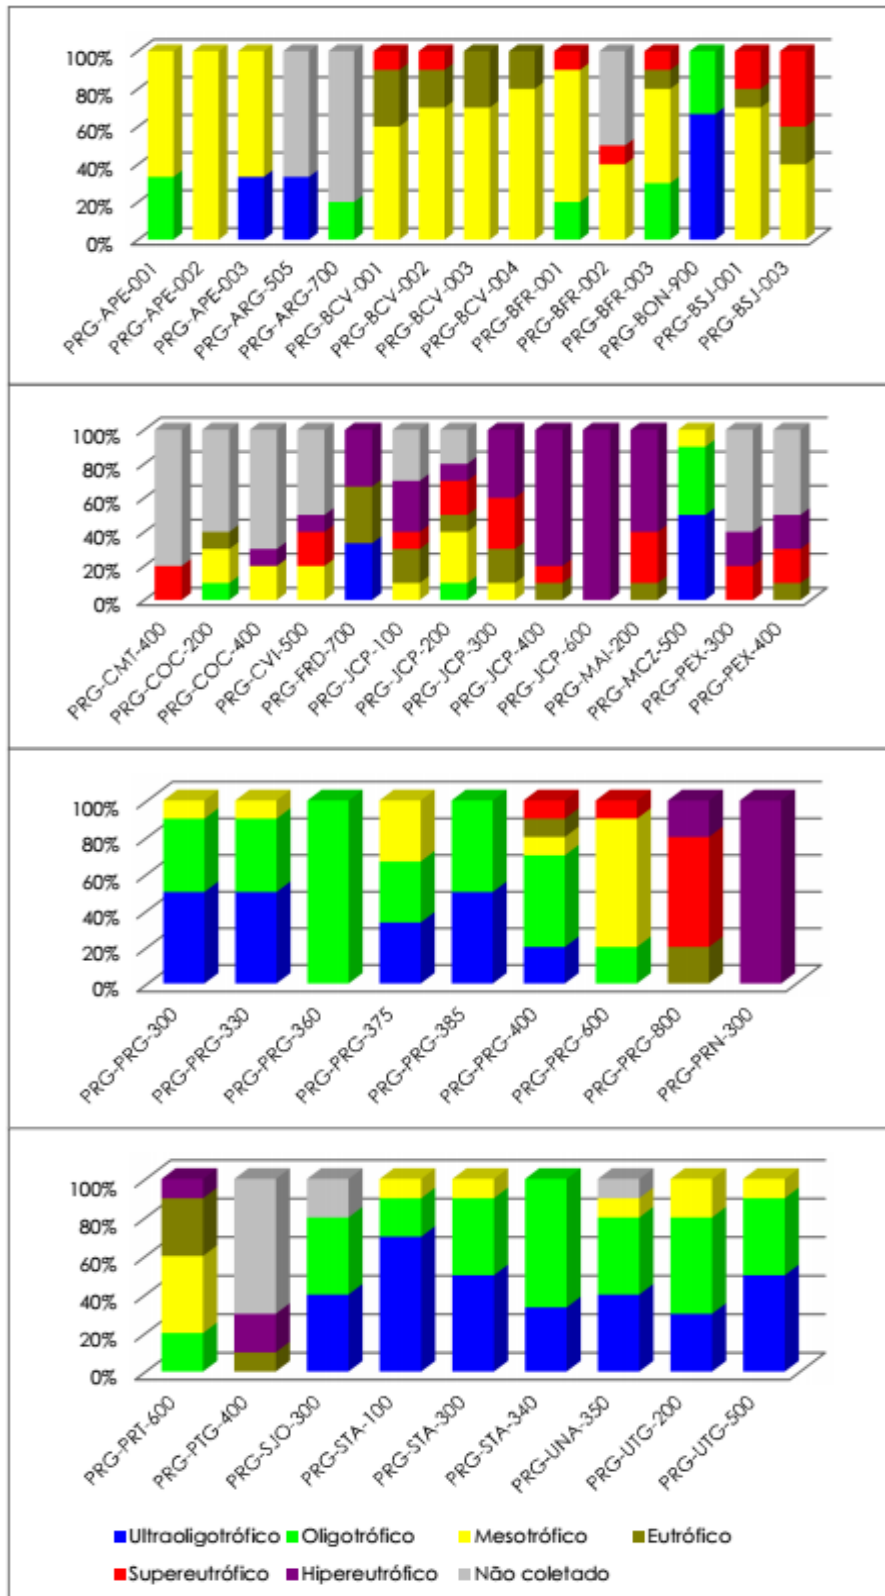 100%
80%
60%
40%
20%
0%
PRG-APE-001
PRG-APE-002
PRG-APE-003
PRG-ARG-505
PRG-ARG-700
PRG-BCV-001
PRG-BCV-002
PRG-BCV-003
PRG-BCV-004
PRG-BFR-001
PRG-BFR-002
PRG-BFR-003
PRG-BON-900
PRG-BSJ-001
PRG-BSJ-003
100%
80%
60%
40%
20%
0%
PRG-CMT-400
PRG-COC-200
PRG-COC-400
PRG-CVI-500
PRG-FRD-700
PRG-JCP-100
PRG-JCP-200
PRG-JCP-300
PRG-JCP-400
PRG-JCP-600
PRG-MAI-200
PRG-MCZ-500
PRG-PEX-300
PRG-PEX-400
100%
80%
60%
40%
20%
0%
PRG-PRG-300
PRG-PRG-330
PRG-PRG-360
PRG-PRG-375
PRG-PRG-385
PRG-PRG-400
PRG-PRG-600
PRG-PRG-800
PRG-PRN-300
100%
80%
60%
40%
20%
0%
PRG-PRT-600
PRG-PTG-400
PRG-SJO-300
PRG-STA-100
PRG-STA-300
PRG-STA-340
PRG-UNA-350
PRG-UTG-200
PRG-UTG-500
Ultraoligotrófico Oligotrófico Mesotrófico Eutrófico
Supereutrófico Hipereutrófico Não coletado